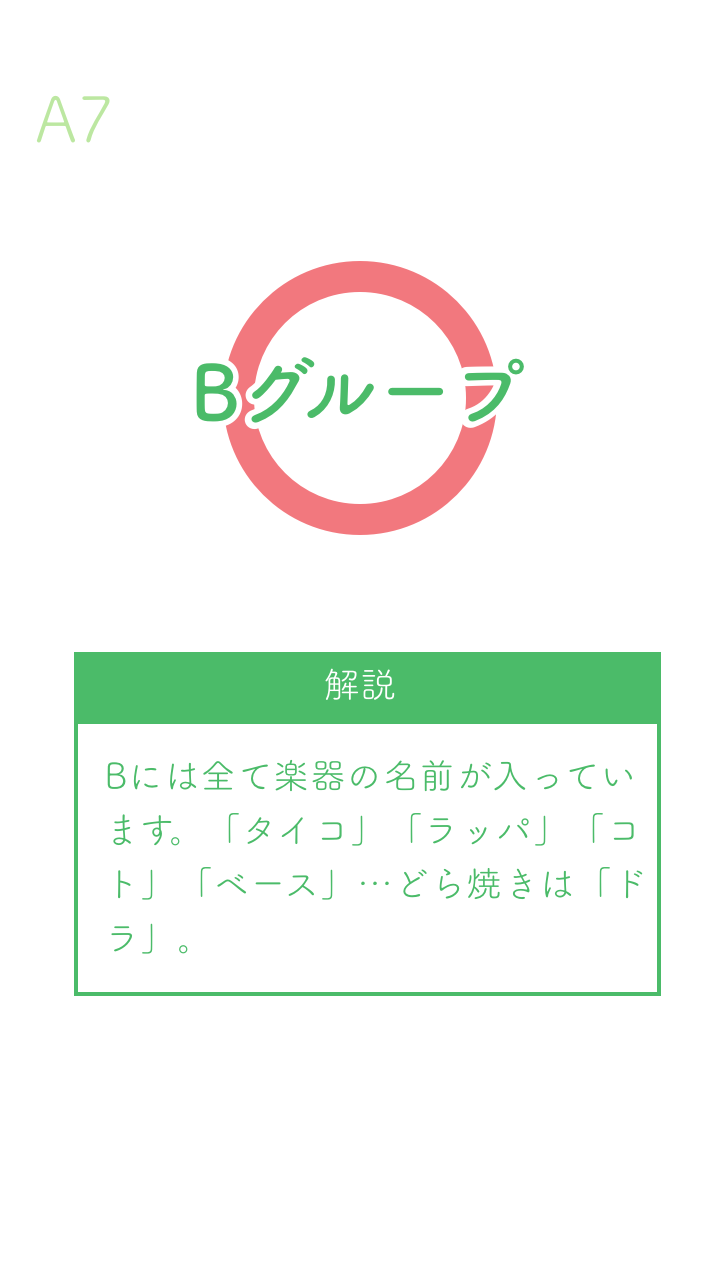 A7
Bグループ
解説
Bには全て楽器の名前が入ってい
ます。「タイコ」「ラッパ」「コ
ト」「ベース」…どら焼きは「ド
ラ」。